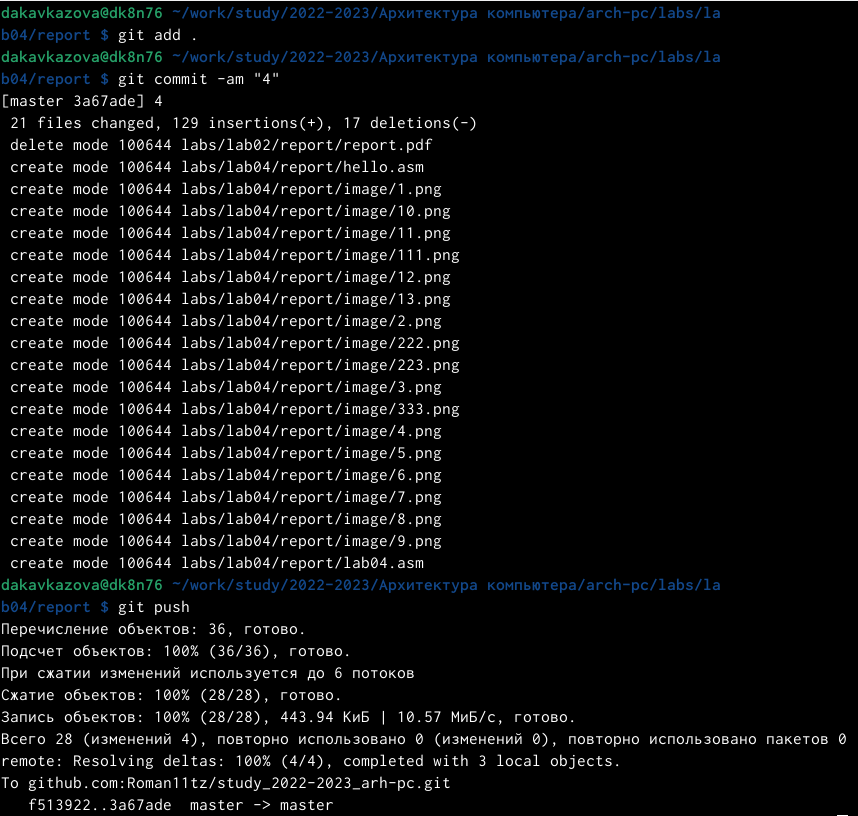 dakavkazova@dk8n76 ~/work/study/2022-2023/Архитектура компьютера/arch-pc/labs/la
b04/report $ git add .
dakavkazova@dk8n76 ~/work/study/2022-2023/Архитектура компьютера/arch-pc/labs/la
b04/report $ git commit -am "4"
[master 3a67ade] 4
 21 files changed, 129 insertions(+), 17 deletions(-)
 delete mode 100644 labs/lab02/report/report.pdf
 create mode 100644 labs/lab04/report/hello.asm
 create mode 100644 labs/lab04/report/image/1.png
 create mode 100644 labs/lab04/report/image/10.png
 create mode 100644 labs/lab04/report/image/11.png
 create mode 100644 labs/lab04/report/image/111.png
 create mode 100644 labs/lab04/report/image/12.png
 create mode 100644 labs/lab04/report/image/13.png
 create mode 100644 labs/lab04/report/image/2.png
 create mode 100644 labs/lab04/report/image/222.png
 create mode 100644 labs/lab04/report/image/223.png
 create mode 100644 labs/lab04/report/image/3.png
 create mode 100644 labs/lab04/report/image/333.png
 create mode 100644 labs/lab04/report/image/4.png
 create mode 100644 labs/lab04/report/image/5.png
 create mode 100644 labs/lab04/report/image/6.png
 create mode 100644 labs/lab04/report/image/7.png
 create mode 100644 labs/lab04/report/image/8.png
 create mode 100644 labs/lab04/report/image/9.png
 create mode 100644 labs/lab04/report/lab04.asm
dakavkazova@dk8n76 ~/work/study/2022-2023/Архитектура компьютера/arch-pc/labs/la
b04/report $ git push
Перечисление объектов: 36, готово.
Подсчет объектов: 100% (36/36), готово.
При сжатии изменений используется до 6 потоков
Сжатие объектов: 100% (28/28), готово.
Запись объектов: 100% (28/28), 443.94 КиБ | 10.57 МиБ/с, готово.
Всего 28 (изменений 4), повторно использовано 0 (изменений 0), повторно использовано пакетов 0
remote: Resolving deltas: 100% (4/4), completed with 3 local objects.
To github.com:Roman11tz/study_2022-2023_arh-pc.git
   f513922..3a67ade  master -> master